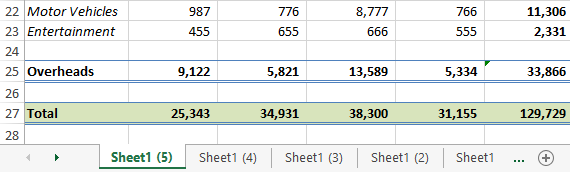 22 Motor Vehicles 987 776 8,777 766 11,306
23 Entertainment 455 655 666 555 2,331
24
25 Overheads 9,122 5,821 13,589 5,334 33,866
26
27 Total 25,343 34,931 38,300 31,155 129,729
28
Sheet1 (5) Sheet1 (4) Sheet1 (3) Sheet1 (2) Sheet1 ...